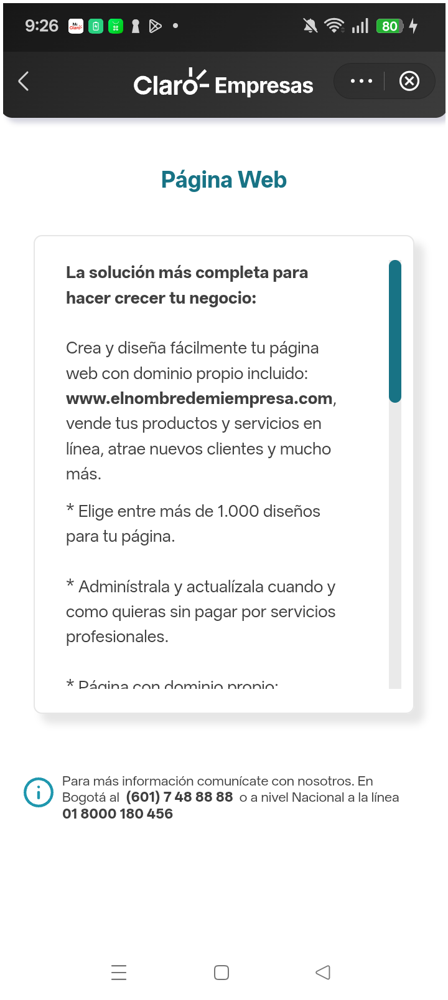 9:26
80
Claro Empresas
Página Web
La solución más completa para
hacer crecer tu negocio:
Crea y diseña fácilmente tu página
web con dominio propio incluido:
www.elnombredemiempresa.com,
vende tus productos y servicios en
línea, atrae nuevos clientes y mucho
más.
* Elige entre más de 1.000 diseños
para tu página.
* Adminístrala y actualízala cuando y
como quieras sin pagar por servicios
profesionales.
* Página con dominio propio:
Para más información comunícate con nosotros. En
Bogotá al (601) 7 48 88 88 o a nivel Nacional a la línea
01 8000 180 456